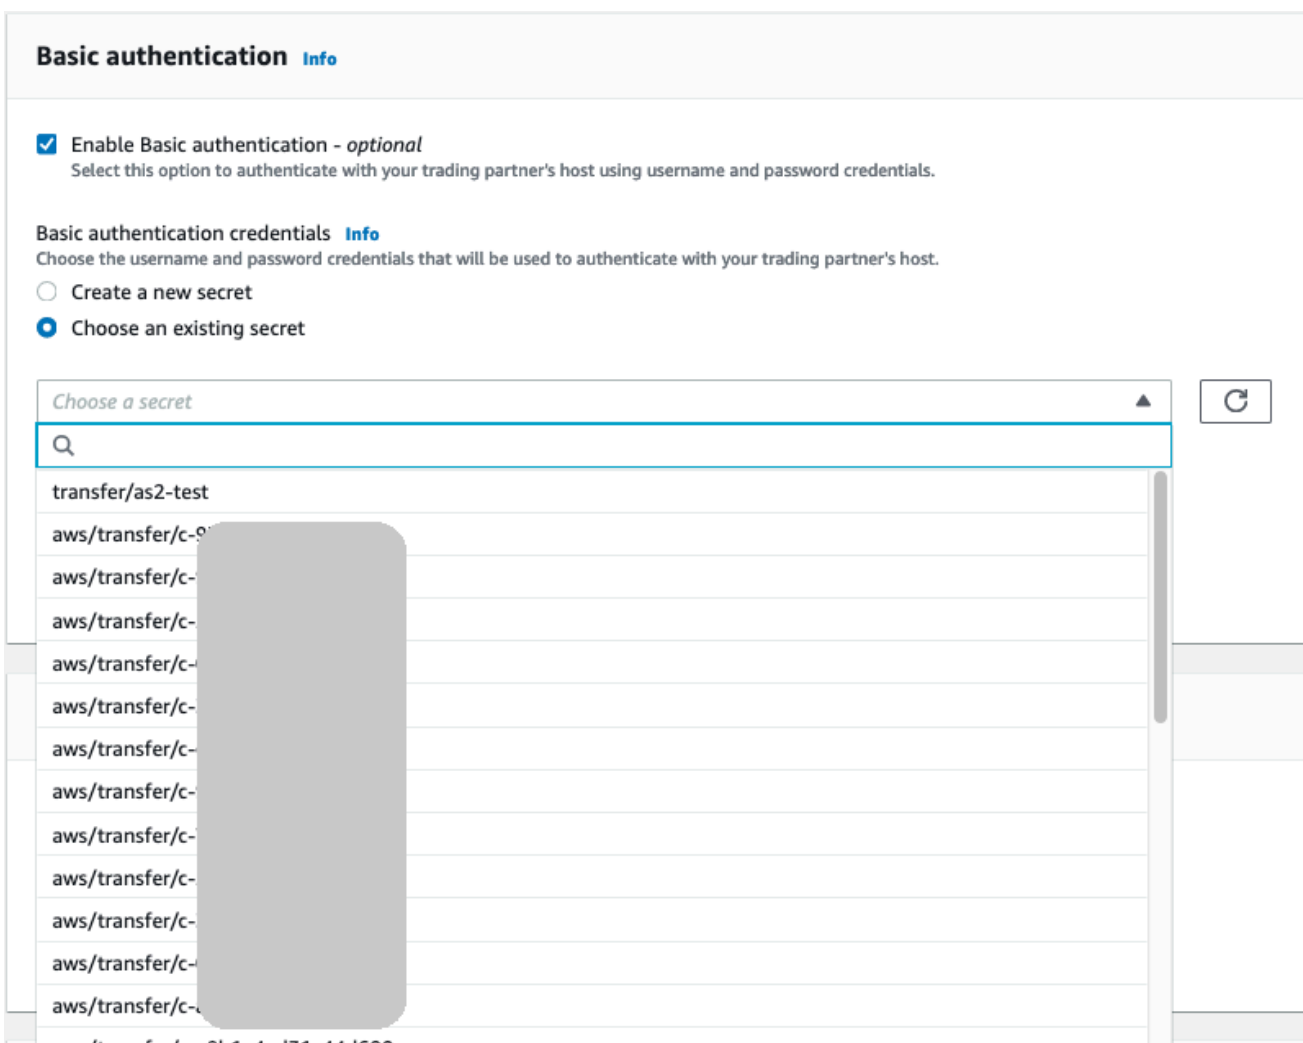 Basic authentication Info
Enable Basic authentication - optional
Select this option to authenticate with your trading partner's host using username and password credentials.
Basic authentication credentials Info
Choose the username and password credentials that will be used to authenticate with your trading partner's host.
Create a new secret
Choose an existing secret
Choose a secret
transfer/as2-test
aws/transfer/c-9
aws/transfer/c-
aws/transfer/c-
aws/transfer/c-
aws/transfer/c-
aws/transfer/c-
aws/transfer/c-
aws/transfer/c-
aws/transfer/c-
aws/transfer/c-
aws/transfer/c-
aws/transfer/c-